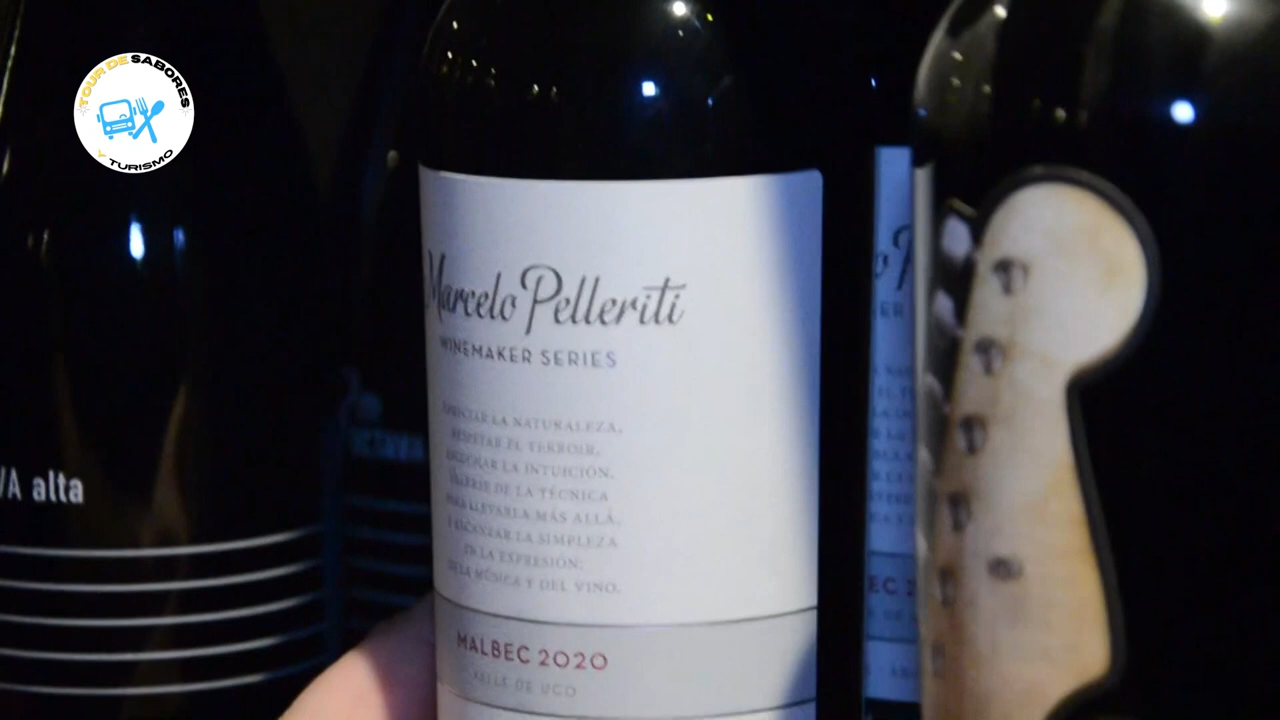 TOUR DE SABORES
Y TURISMO
Marcelo Pelleriti
WINEMAKER SERIES
APRECIAR LA NATURALEZA,
RESPETAR EL TERROIR,
ESCUCHAR LA INTUICIÓN,
VALERSE DE LA TÉCNICA
PARA LLEVARLA MÁS ALLÁ,
Y ALCANZAR LA SIMPLEZA
EN LA EXPRESIÓN:
DE LA MÚSICA Y DEL VINO.
MALBEC 2020
VALLE DE UCO
VA alta